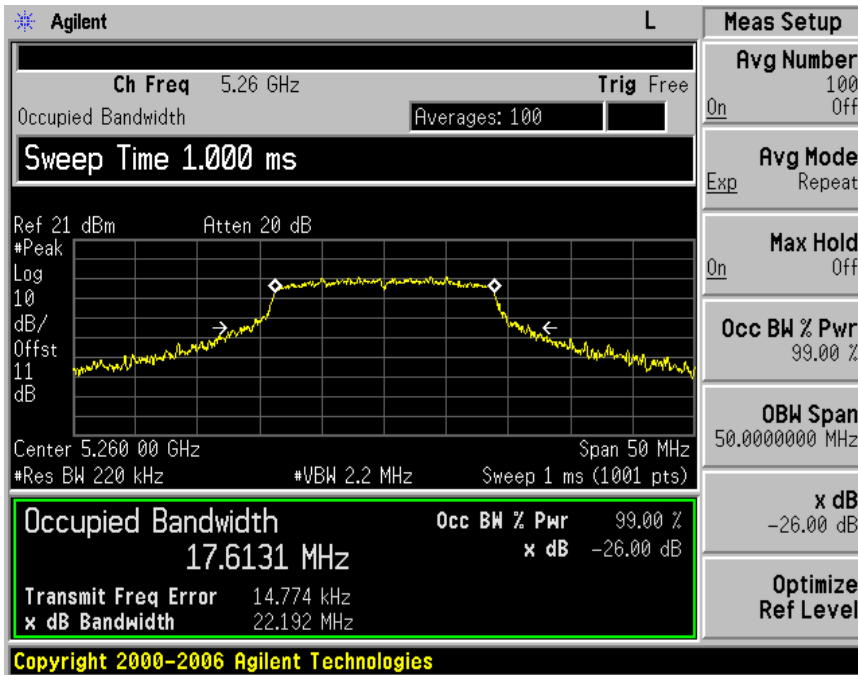 Agilent L Meas Setup
Ch Freq 5.26 GHz Trig Free
Occupied Bandwidth Averages: 100
Sweep Time 1.000 ms
Ref 21 dBm Atten 20 dB
#Peak
Log
10
dB/
Offst
11
dB
Center 5.260 00 GHz Span 50 MHz
#Res BW 220 kHz #VBW 2.2 MHz Sweep 1 ms (1001 pts)
Occupied Bandwidth
17.6131 MHz
Occ BW % Pwr 99.00 %
x dB -26.00 dB
Transmit Freq Error 14.774 kHz
x dB Bandwidth 22.192 MHz
Avg Number
100
On Off
Avg Mode
Exp Repeat
Max Hold
On Off
Occ BW % Pwr
99.00 %
OBW Span
50.0000000 MHz
x dB
-26.00 dB
Optimize
Ref Level
Copyright 2000-2006 Agilent Technologies